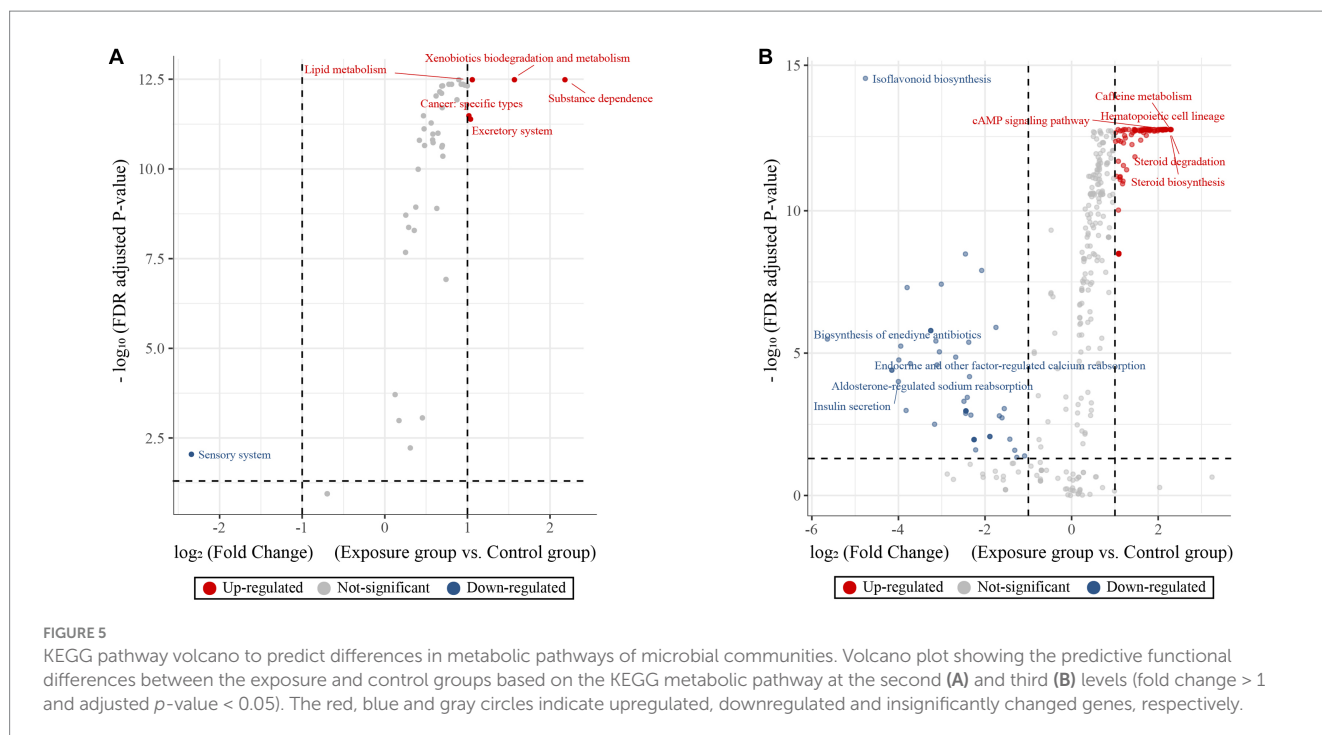 A
12.5
10.0
7.5
5.0
2.5
- log₁₀ (FDR adjusted P-value)
Lipid metabolism
Xenobiotics biodegradation and metabolism
Cancer: specific types
Substance dependence
Excretory system
Sensory system
-2
-1
0
1
2
log₂ (Fold Change)
(Exposure group vs. Control group)
Up-regulated
Not-significant
Down-regulated
B
15
10
5
0
- log₁₀ (FDR adjusted P-value)
Isoflavonoid biosynthesis
Caffeine metabolism
Hematopoietic cell lineage
cAMP signaling pathway
Steroid degradation
Steroid biosynthesis
Biosynthesis of enediyne antibiotics
Endocrine and other factor-regulated calcium reabsorption
Aldosterone-regulated sodium reabsorption
Insulin secretion
-6
-4
-2
0
2
log₂ (Fold Change)
(Exposure group vs. Control group)
Up-regulated
Not-significant
Down-regulated
FIGURE 5
KEGG pathway volcano to predict differences in metabolic pathways of microbial communities. Volcano plot showing the predictive functional
differences between the exposure and control groups based on the KEGG metabolic pathway at the second (A) and third (B) levels (fold change > 1
and adjusted p-value < 0.05). The red, blue and gray circles indicate upregulated, downregulated and insignificantly changed genes, respectively.